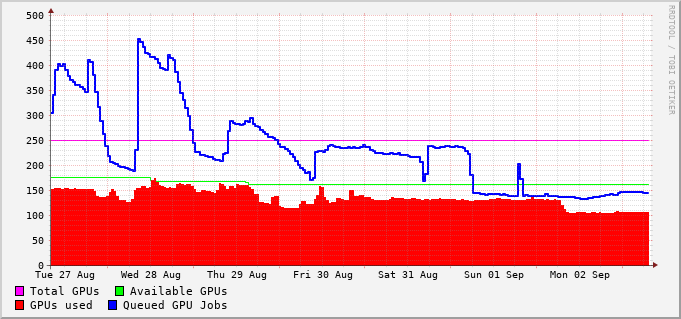 500
450
400
350
300
250
200
150
100
50
0
Tue 27 Aug Wed 28 Aug Thu 29 Aug Fri 30 Aug Sat 31 Aug Sun 01 Sep Mon 02 Sep
Total GPUs Available GPUs
GPUs used Queued GPU Jobs
RRDTOOL / TOBI OETIKER